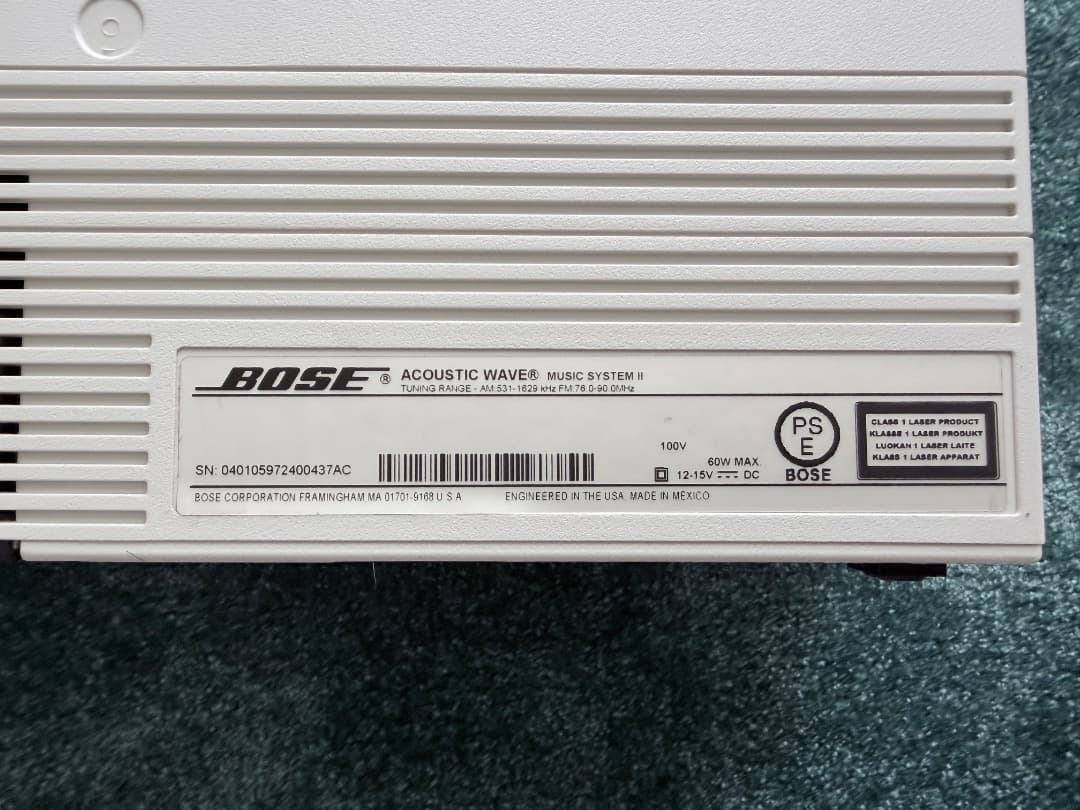 BOSE® ACOUSTIC WAVE® MUSIC SYSTEM II
TUNING RANGE - AM:531-1629 kHz FM:76.0-90.0MHz
PS
E
BOSE
CLASS 1 LASER PRODUCT
KLASSE 1 LASER PRODUKT
LUOKAN 1 LASER LAITE
KLASS 1 LASER APPARAT
100V
60W MAX.
12-15V DC
SN: 040105972400437AC
BOSE CORPORATION FRAMINGHAM MA 01701-9168 U S A
ENGINEERED IN THE USA, MADE IN MEXICO